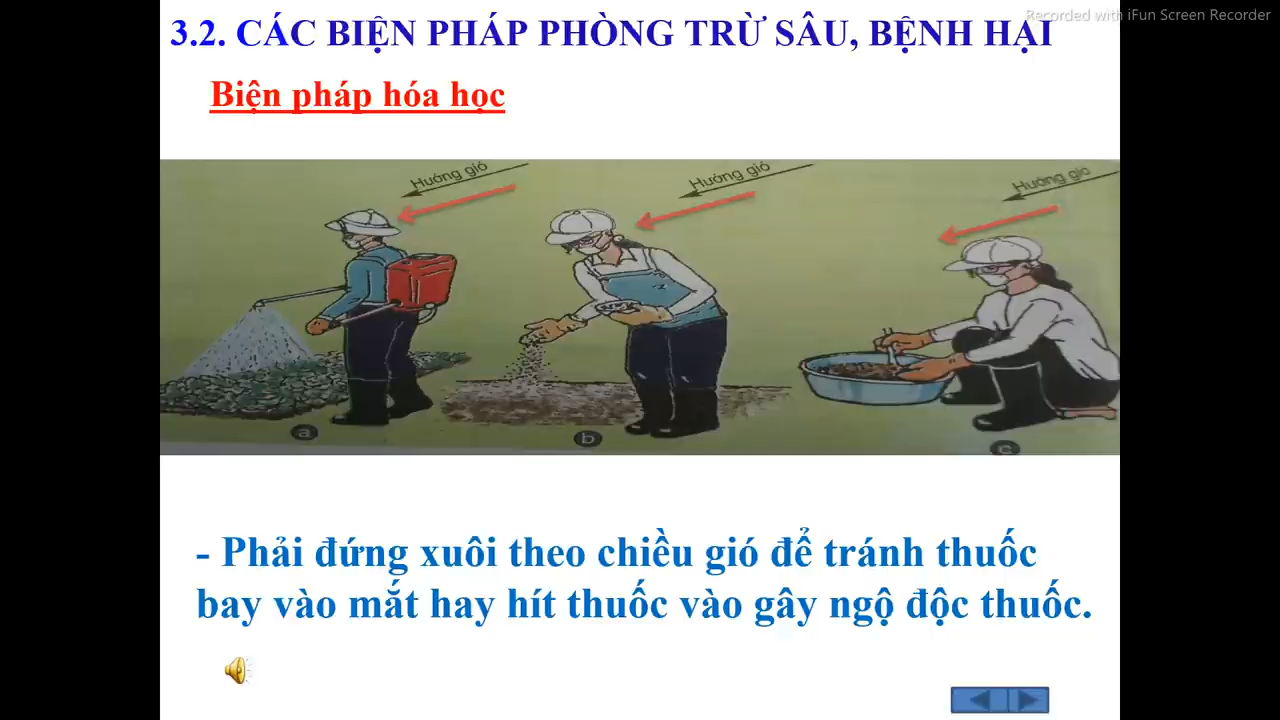 Recorded with iFun Screen Recorder
3.2. CÁC BIỆN PHÁP PHÒNG TRỪ SÂU, BỆNH HẠI
Biện pháp hóa học
Hướng gió
Hướng gió
Hướng gió
a
b
c
- Phải đứng xuôi theo chiều gió để tránh thuốc
bay vào mắt hay hít thuốc vào gây ngộ độc thuốc.